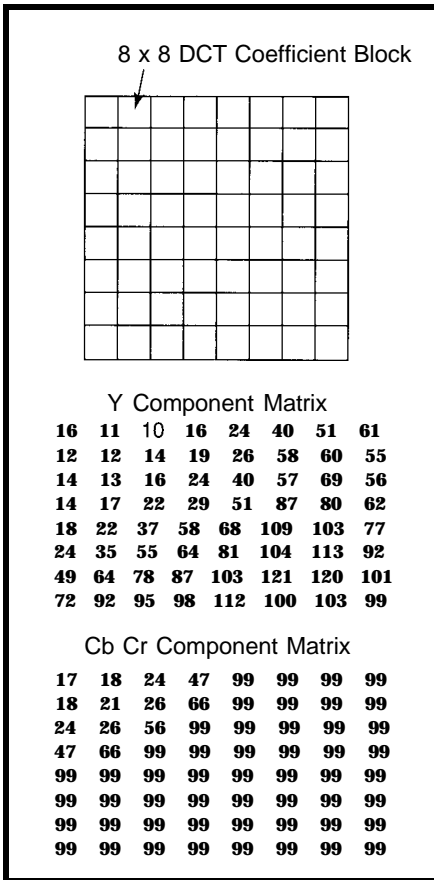 8 x 8 DCT Coefficient Block
Y Component Matrix
16 11 10 16 24 40 51 61
12 12 14 19 26 58 60 55
14 13 16 24 40 57 69 56
14 17 22 29 51 87 80 62
18 22 37 58 68 109 103 77
24 35 55 64 81 104 113 92
49 64 78 87 103 121 120 101
72 92 95 98 112 100 103 99
Cb Cr Component Matrix
17 18 24 47 99 99 99 99
18 21 26 66 99 99 99 99
24 26 56 99 99 99 99 99
47 66 99 99 99 99 99 99
99 99 99 99 99 99 99 99
99 99 99 99 99 99 99 99
99 99 99 99 99 99 99 99
99 99 99 99 99 99 99 99